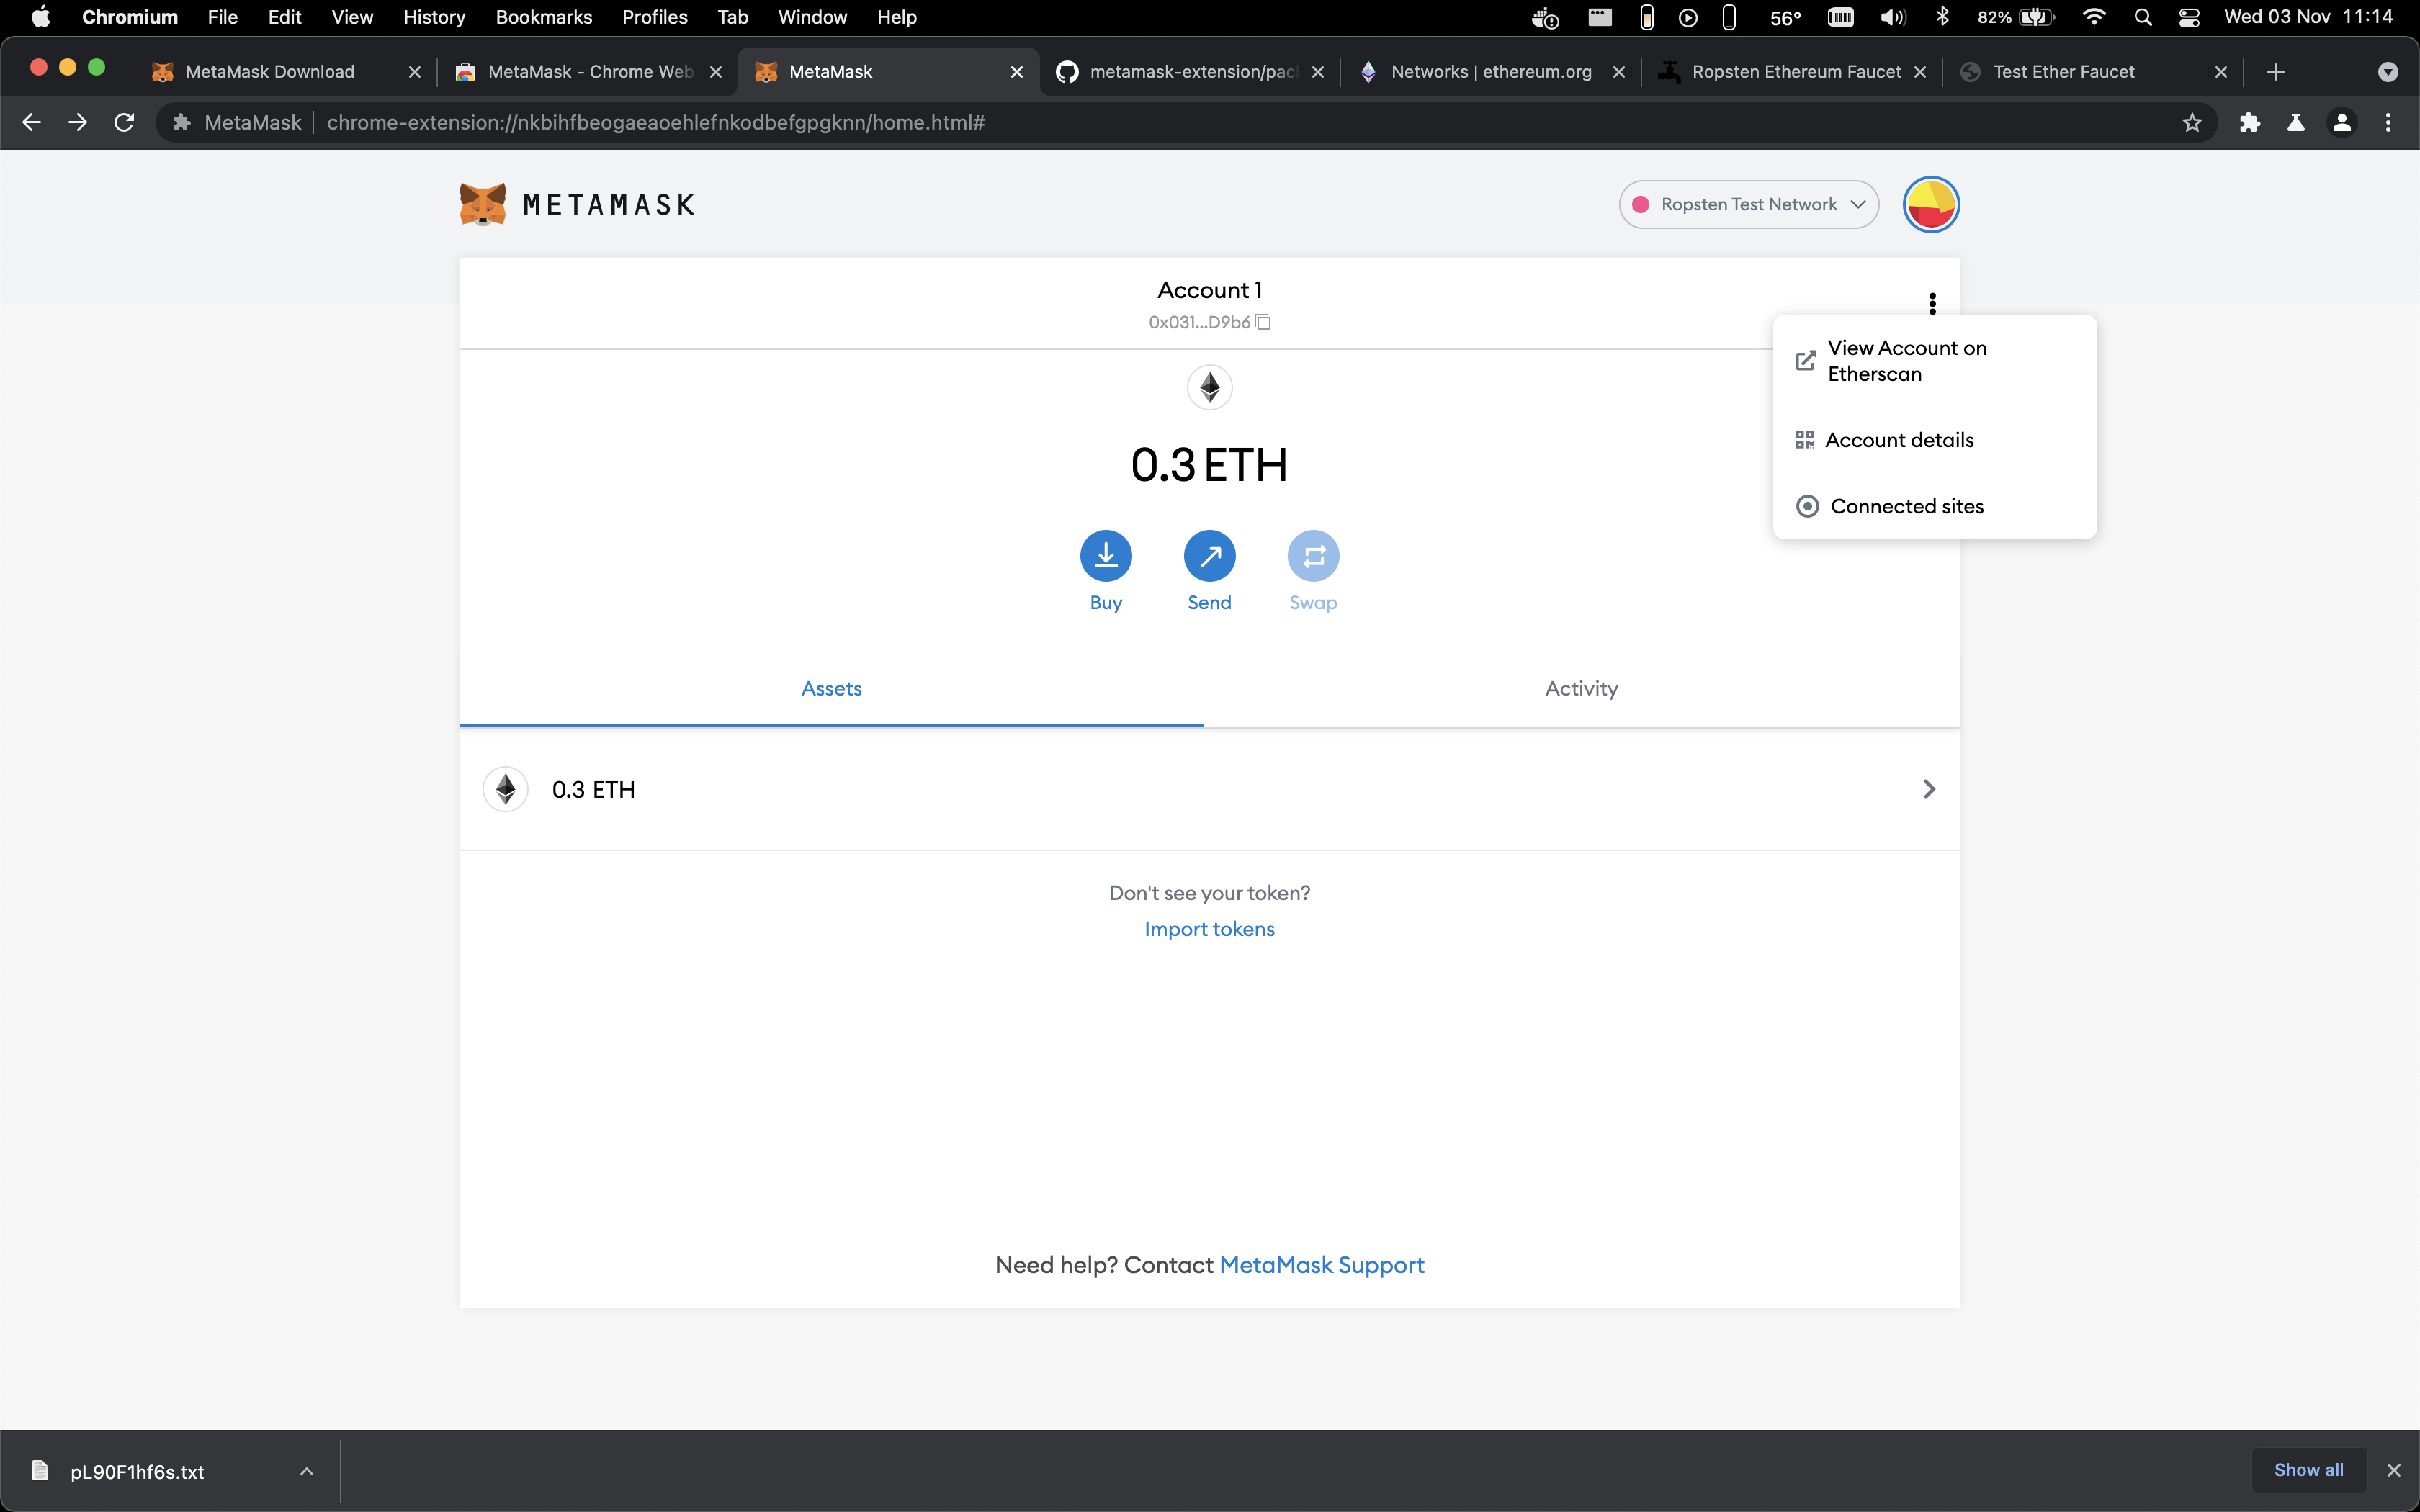 Chromium File Edit View History Bookmarks Profiles Tab Window Help 56° 82% Wed 03 Nov 11:14
MetaMask Download MetaMask - Chrome Web MetaMask metamask-extension/pac Networks | ethereum.org Ropsten Ethereum Faucet Test Ether Faucet
MetaMask chrome-extension://nkbihfbeogaeaoehlefnkodbefgpgknn/home.html#
METAMASK Ropsten Test Network
Account 1
0x031...D9b6
View Account on
Etherscan
Account details
Connected sites
0.3 ETH
Buy Send Swap
Assets Activity
0.3 ETH
Don't see your token?
Import tokens
Need help? Contact MetaMask Support
pL90F1hf6s.txt Show all